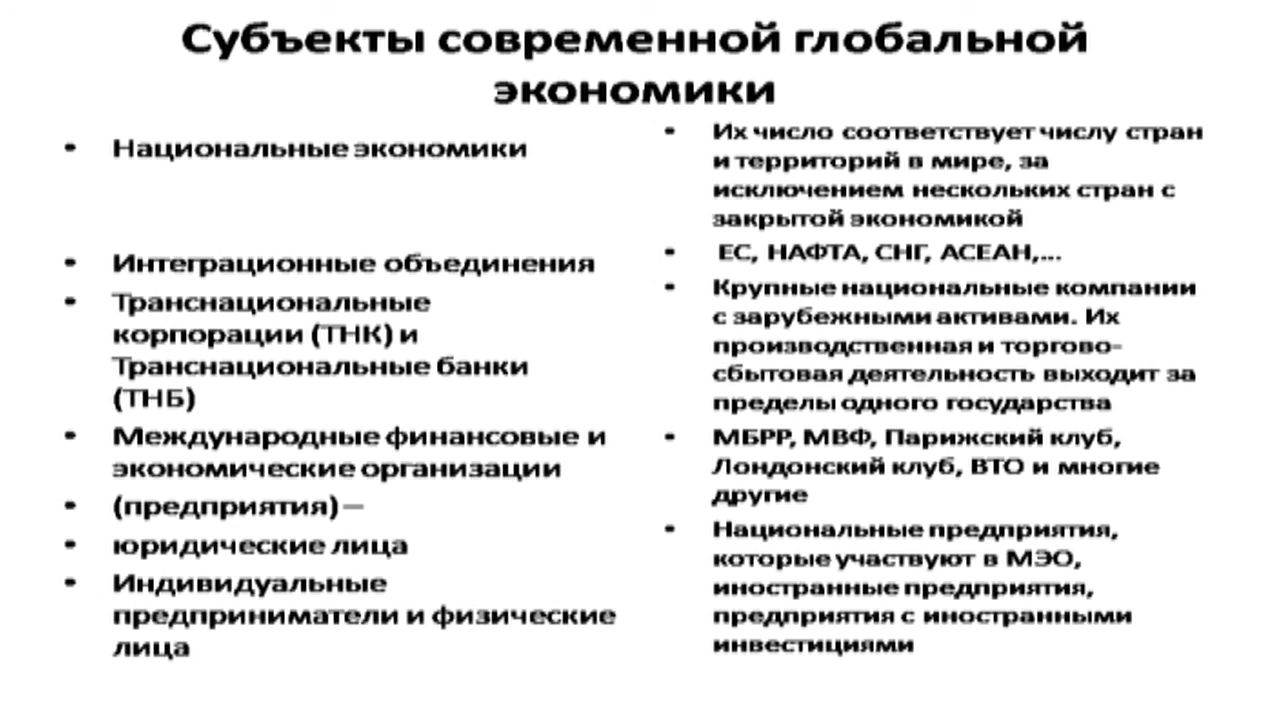 Субъекты современной глобальной
экономики
• Национальные экономики
• Интеграционные объединения
• Транснациональные
корпорации (ТНК) и
Транснациональные банки
(ТНБ)
• Международные финансовые и
экономические организации
• (предприятия) –
• юридические лица
• Индивидуальные
предприниматели и физические
лица
• Их число соответствует числу стран
и территорий в мире, за
исключением нескольких стран с
закрытой экономикой
• ЕС, НАФТА, СНГ, АСЕАН,...
• Крупные национальные компании
с зарубежными активами. Их
производственная и торгово-
сбытовая деятельность выходит за
пределы одного государства
• МБРР, МВФ, Парижский клуб,
Лондонский клуб, ВТО и многие
другие
• Национальные предприятия,
которые участвуют в МЭО,
иностранные предприятия,
предприятия с иностранными
инвестициями